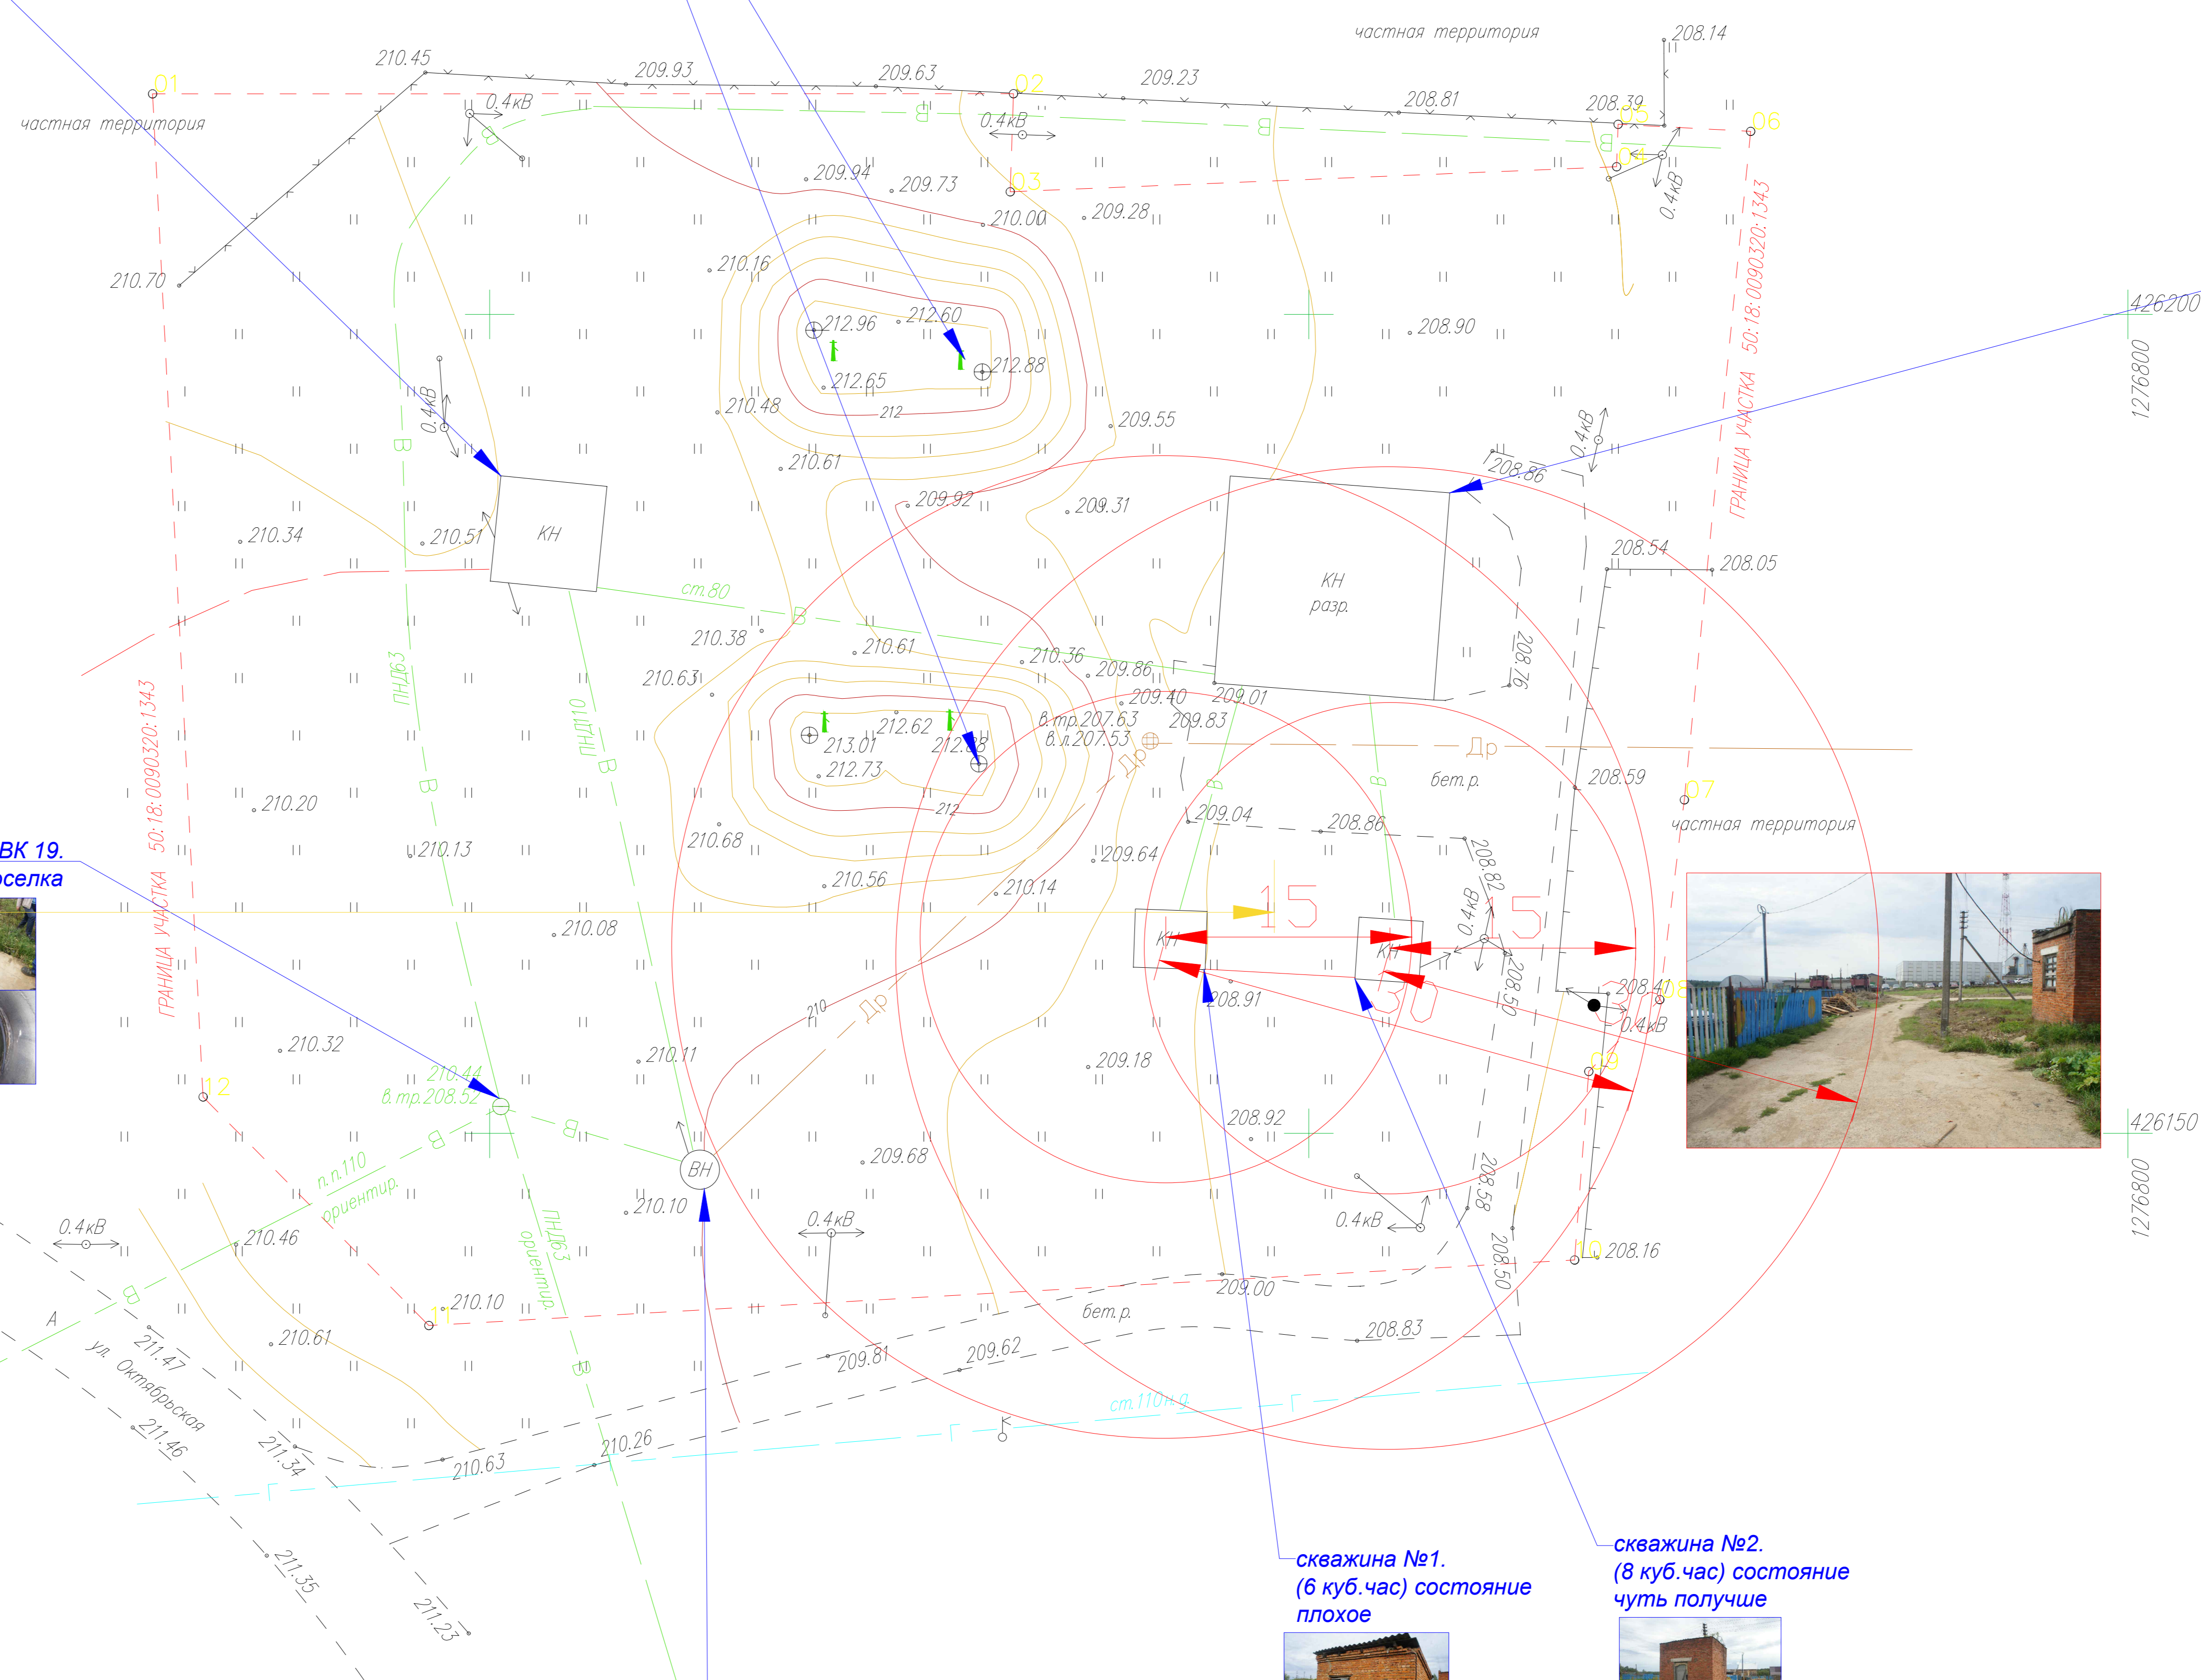 частная территория
208.14
210.45
209.93
209.63
02
209.23
208.81
208.39
05
06
01
0.4кВ
частная территория
В
В
0.4кВ
В
В
04
209.94
209.73
03
0.4кВ
210.00
209.28
210.16
210.70
ГРАНИЦА УЧАСТКА 50:18:0090320:1343
426200
1276800
212.96
212.60
208.90
212.88
212.65
0.4кВ
210.48
212
209.55
0.4кВ
В
210.61
208.86
209.92
209.31
210.34
210.51
КН
208.54
208.05
КН
разр.
ст.80
В
210.38
210.61
210.36
209.86
208.76
ПНД63
210.63
209.01
ПНД110
209.40
в.тр.207.63
209.83
в.л.207.53
212.62
213.01
212.88
212.73
В
В
Др
Др
бет.р.
208.59
В
В
07
частная территория
ГРАНИЦА УЧАСТКА 50:18:0090320:1343
210.20
212
209.04
208.86
210.68
ВК 19.
210.13
209.64
208.82
210.56
210.14
15
15
0.4кВ
210.08
КН
КН
208.91
30
208.50
208.41
08
30
0.4кВ
210
Др
210.32
210.11
209.18
09
12
210.44
в.тр.208.52
В
В
208.92
426150
1276800
п.п.110
ориентир.
ВН
209.68
208.58
210.10
0.4кВ
0.4кВ
0.4кВ
210.46
ПНД63
ориентир.
208.50
10
208.16
В
А
11
210.10
209.00
бет.р.
210.61
211.47
ул. Октябрьская
209.81
209.62
208.83
В
ст.110н.д.
Г
Г
Г
Г
К
211.46
211.34
210.63
210.26
211.35
211.23
скважина №1.
(6 куб.час) состояние
плохое
скважина №2.
(8 куб.час) состояние
чуть получше